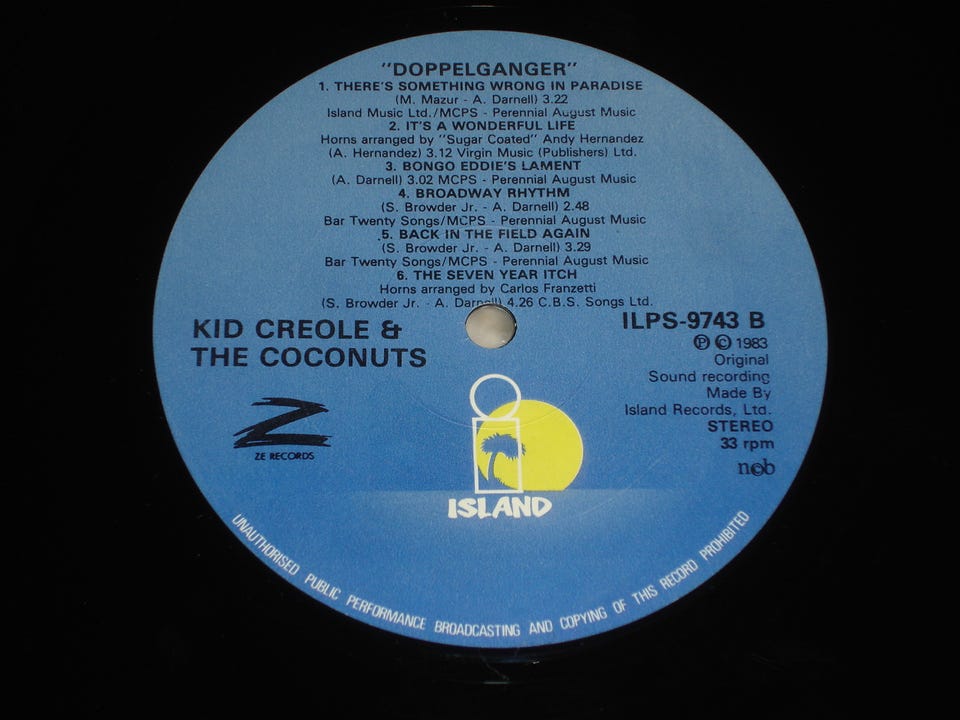 "DOPPELGANGER"
1. THERE'S SOMETHING WRONG IN PARADISE
(M. Mazur - A. Darnell) 3.22
Island Music Ltd./MCPS - Perennial August Music
2. IT'S A WONDERFUL LIFE
Horns arranged by "Sugar Coated" Andy Hernandez
(A. Hernandez) 3.12 Virgin Music (Publishers) Ltd.
3. BONGO EDDIE'S LAMENT
(A. Darnell) 3.02 MCPS - Perennial August Music
4. BROADWAY RHYTHM
(S. Browder Jr. - A. Darnell) 2.48
Bar Twenty Songs/MCPS - Perennial August Music
5. BACK IN THE FIELD AGAIN
(S. Browder Jr. - A. Darnell) 3.29
Bar Twenty Songs/MCPS - Perennial August Music
6. THE SEVEN YEAR ITCH
Horns arranged by Carlos Franzetti
(S. Browder Jr. - A. Darnell) 4.26 C.B.S. Songs Ltd.
KID CREOLE &
THE COCONUTS
ILPS-9743 B
Ⓟ © 1983
Original
Sound recording
Made By
Island Records, Ltd.
STEREO
33 rpm
ncb
Z
ZE RECORDS
ISLAND
UNAUTHORISED PUBLIC PERFORMANCE BROADCASTING AND COPYING OF THIS RECORD PROHIBITED